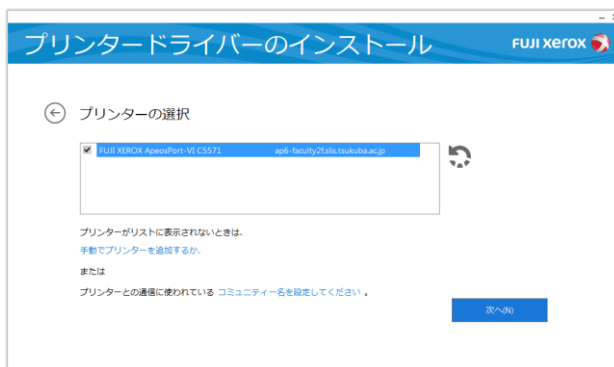 プリンタードライバーのインストール
FUJI xerox
プリンターの選択
FUJI XEROX ApeosPort-VI C5571 ap6-faculty2f.slis.tsukuba.ac.jp
プリンターがリストに表示されないときは、
手動でプリンターを追加するか、
または
プリンターとの通信に使われている コミュニティー名を設定してください 。
次へ(N)